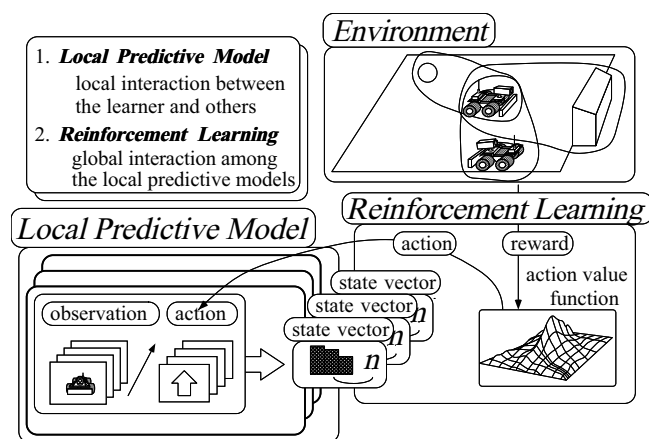 1. Local Predictive Model
local interaction between
the learner and others
2. Reinforcement Learning
global interaction among
the local predictive models
Environment
Local Predictive Model
Reinforcement Learning
action
reward
action value
function
state vector
n
state vector
n
state vector
n
observation
action